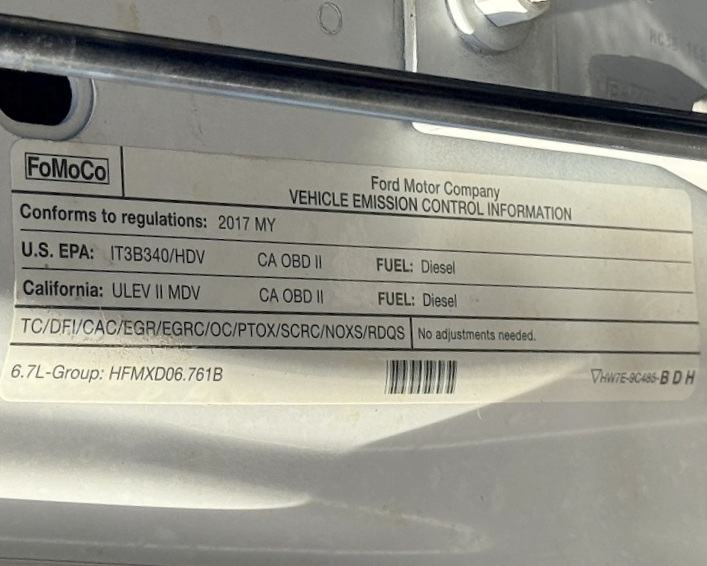 FoMoCo
Ford Motor Company
VEHICLE EMISSION CONTROL INFORMATION
Conforms to regulations: 2017 MY
U.S. EPA: IT3B340/HDV CA OBD II FUEL: Diesel
California: ULEV II MDV CA OBD II FUEL: Diesel
TC/DFI/CAC/EGR/EGRC/OC/PTOX/SCRC/NOXS/RDQS No adjustments needed.
6.7L-Group: HFMXD06.761B HW7E-9C485-B D H